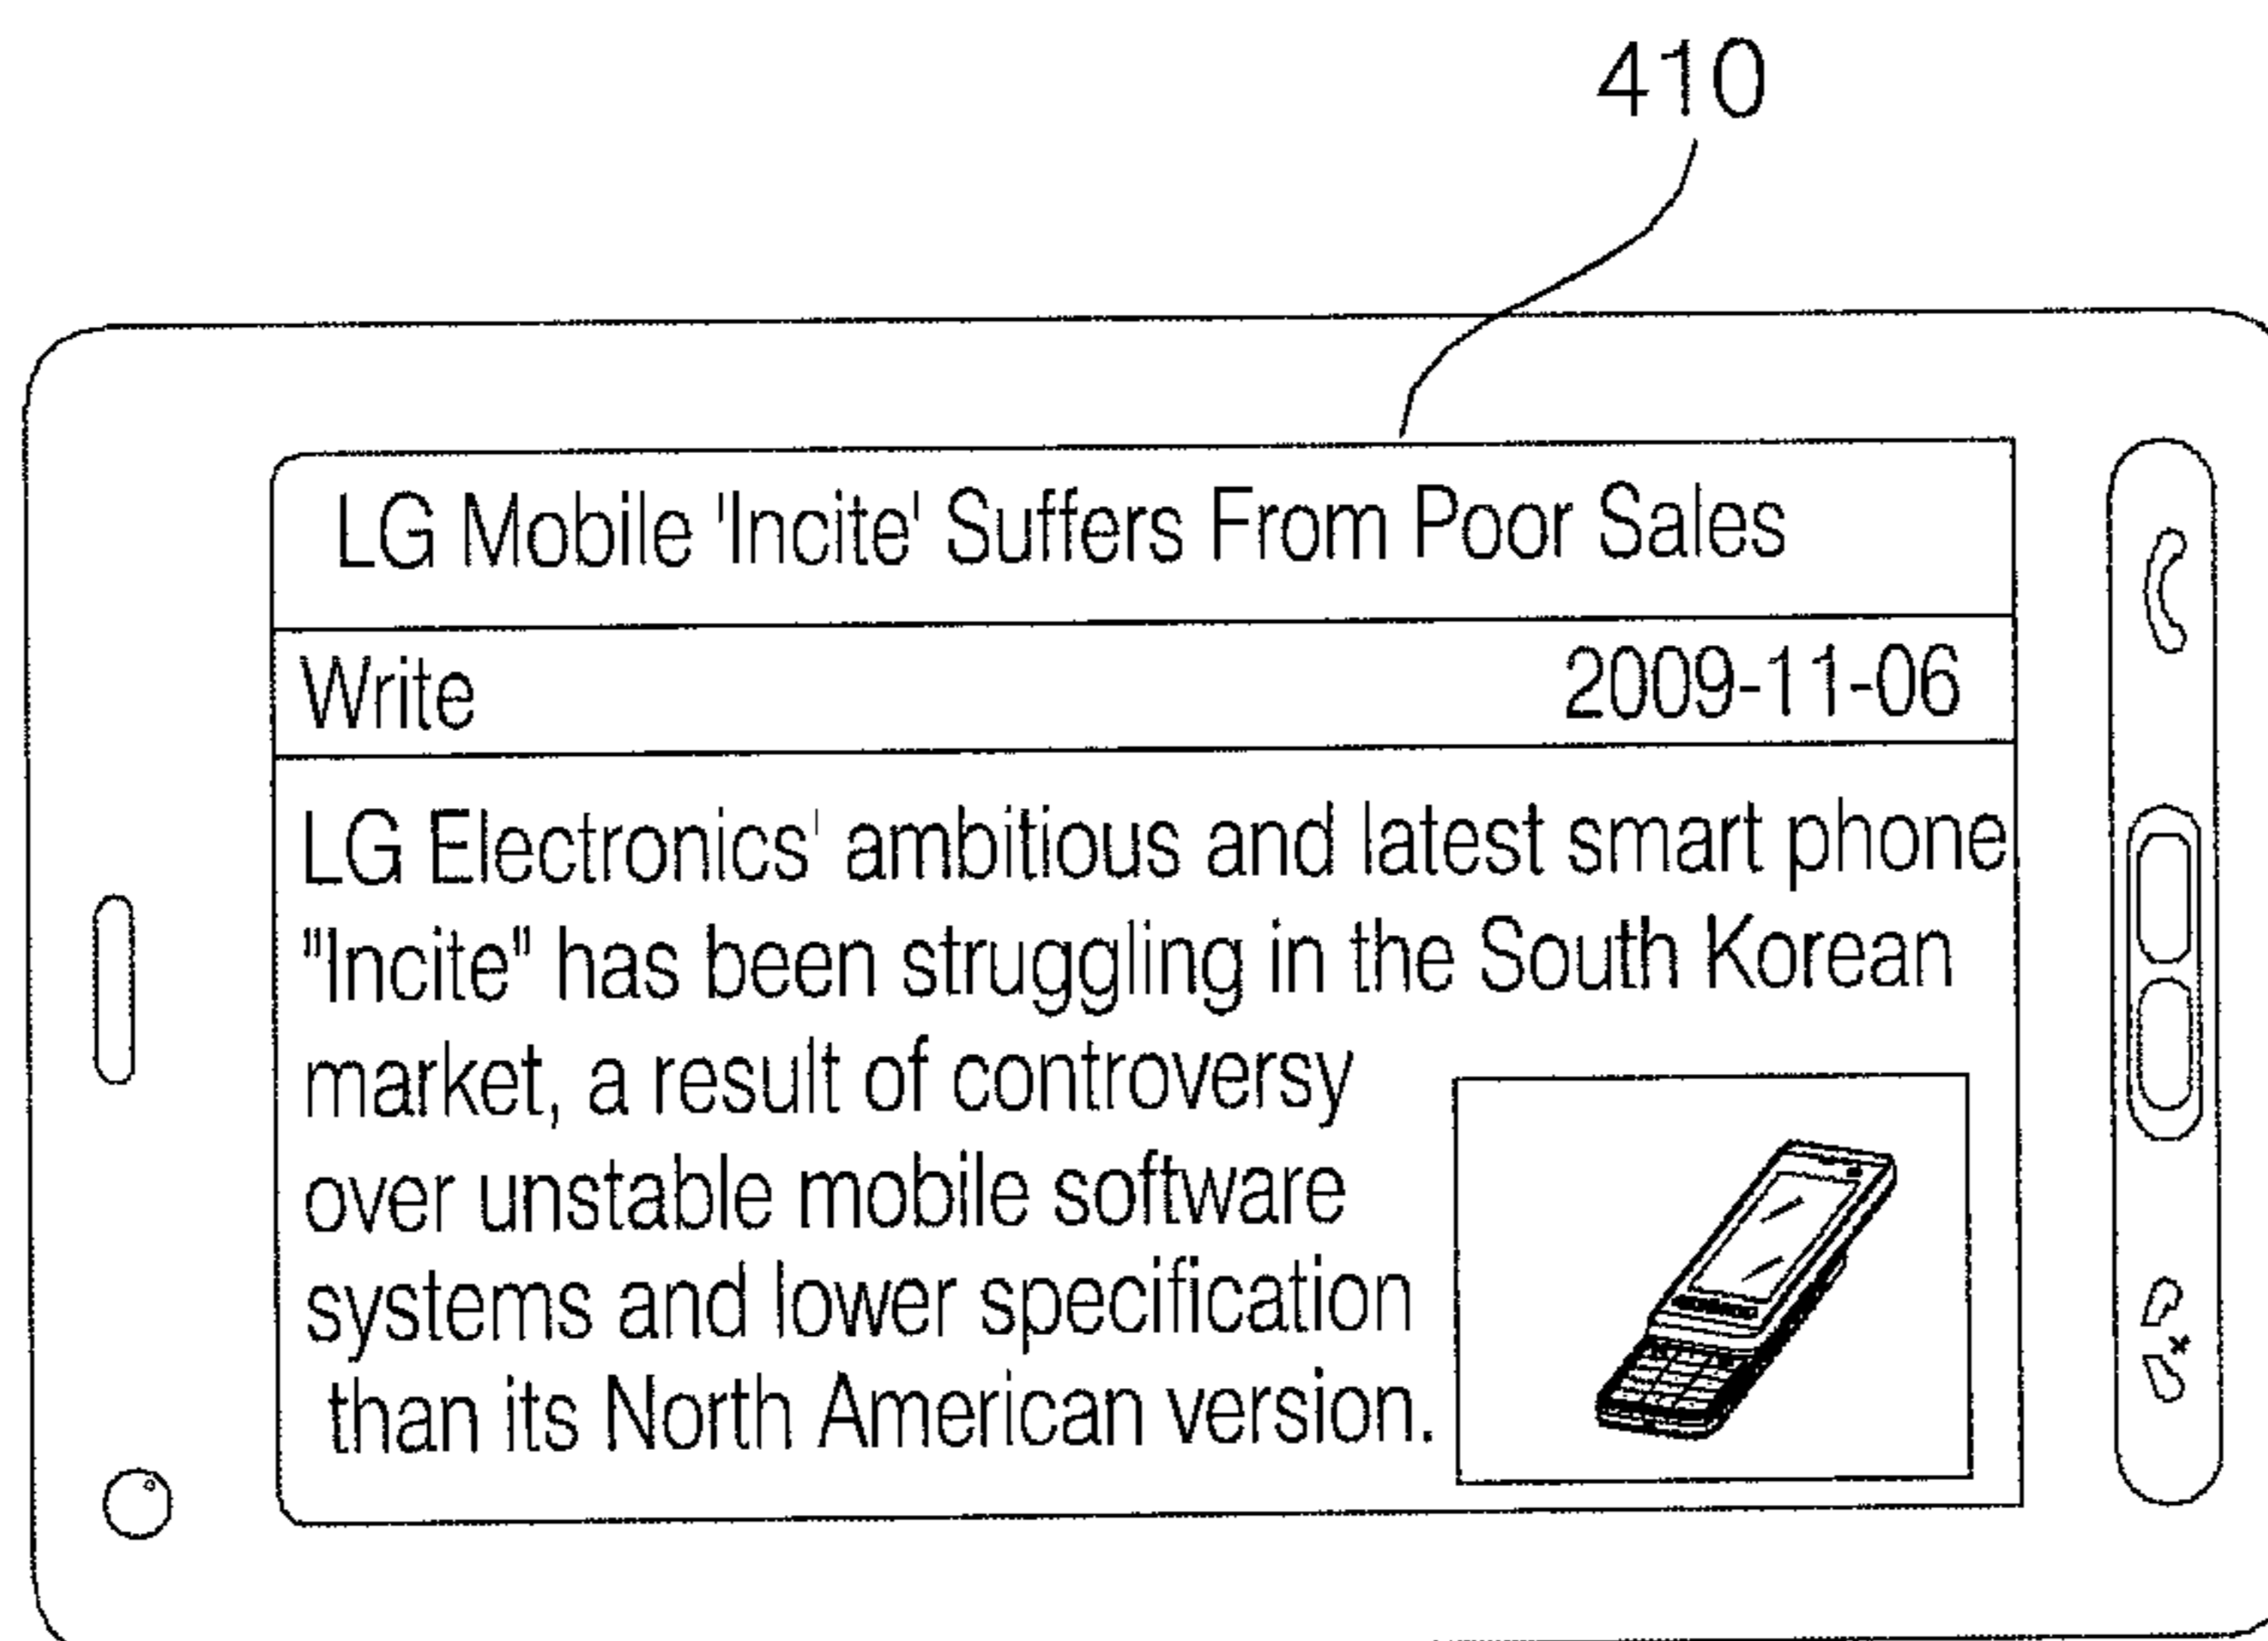 410
LG Mobile 'Incite' Suffers From Poor Sales
Write 2009-11-06
LG Electronics' ambitious and latest smart phone
"Incite" has been struggling in the South Korean
market, a result of controversy
over unstable mobile software
systems and lower specification
than its North American version.